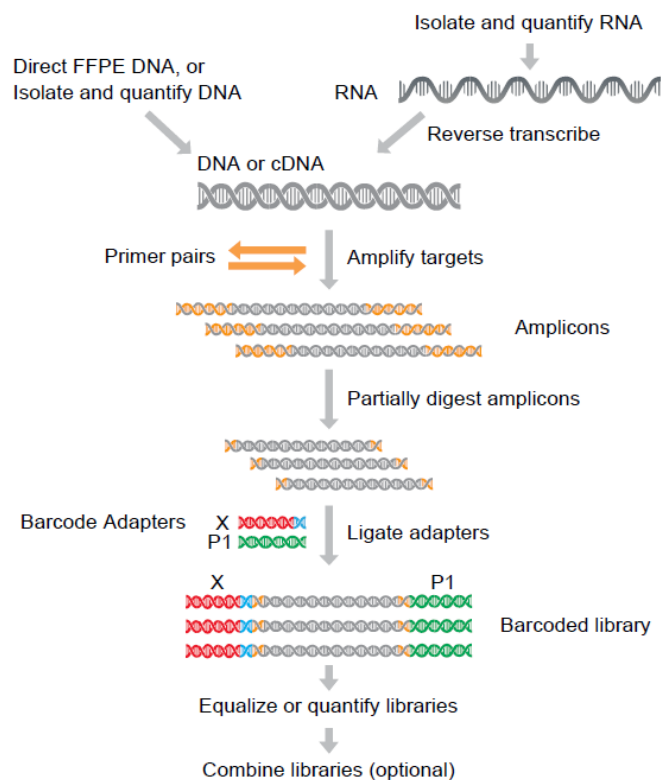 Isolate and quantify RNA
Direct FFPE DNA, or
Isolate and quantify DNA
RNA
Reverse transcribe
DNA or cDNA
Primer pairs
Amplify targets
Amplicons
Partially digest amplicons
Barcode Adapters
X
P1
Ligate adapters
X
P1
Barcoded library
Equalize or quantify libraries
Combine libraries (optional)